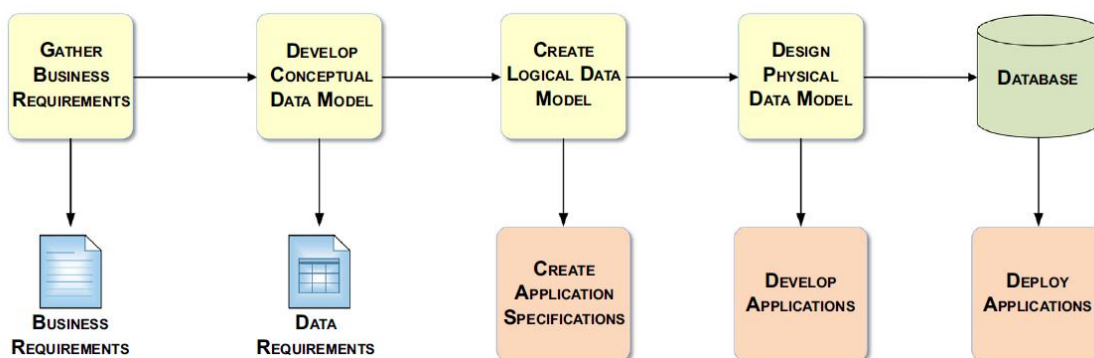 GATHER
BUSINESS
REQUIREMENTS
DEVELOP
CONCEPTUAL
DATA MODEL
CREATE
LOGICAL DATA
MODEL
DESIGN
PHYSICAL
DATA MODEL
DATABASE
BUSINESS
REQUIREMENTS
DATA
REQUIREMENTS
CREATE
APPLICATION
SPECIFICATIONS
DEVELOP
APPLICATIONS
DEPLOY
APPLICATIONS